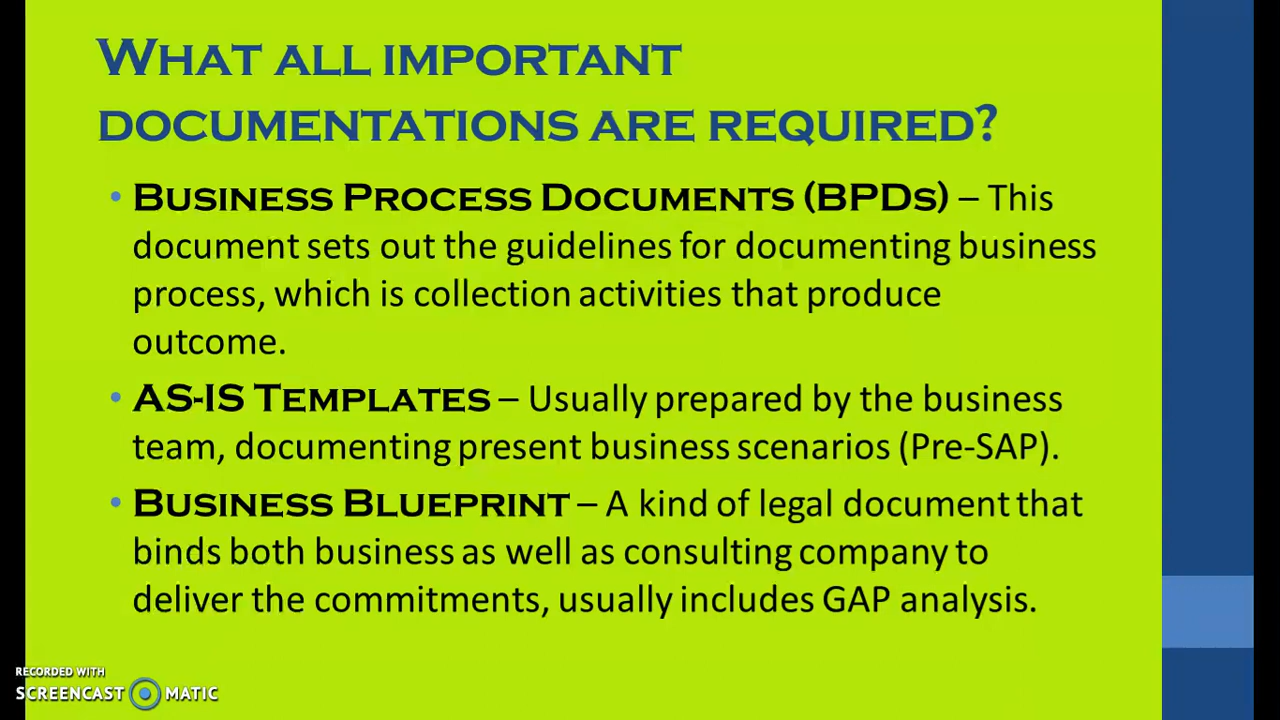 WHAT ALL IMPORTANT
DOCUMENTATIONS ARE REQUIRED?
• BUSINESS PROCESS DOCUMENTS (BPDS) – This
document sets out the guidelines for documenting business
process, which is collection activities that produce
outcome.
• AS-IS TEMPLATES – Usually prepared by the business
team, documenting present business scenarios (Pre-SAP).
• BUSINESS BLUEPRINT – A kind of legal document that
binds both business as well as consulting company to
deliver the commitments, usually includes GAP analysis.
RECORDED WITH
SCREENCAST MATIC